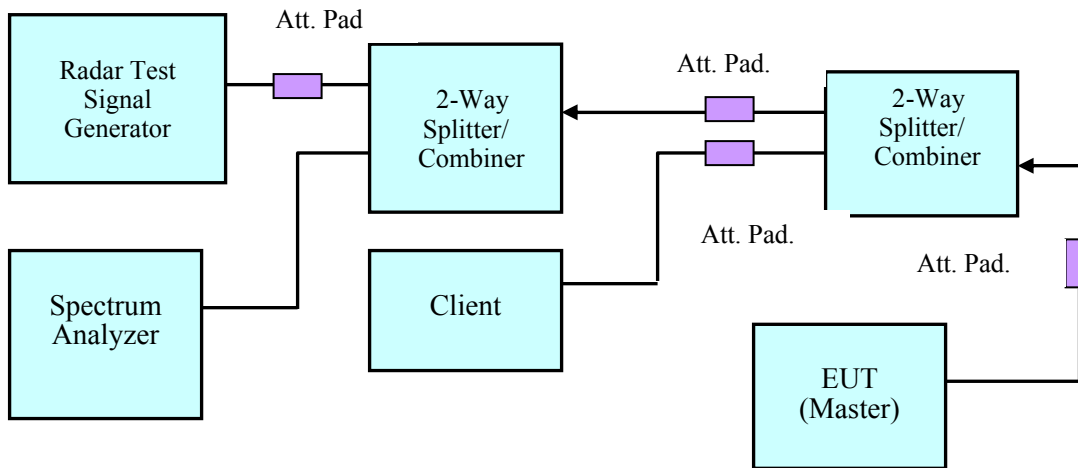 Att. Pad
Radar Test
Signal
Generator
2-Way
Splitter/
Combiner
Att. Pad.
2-Way
Splitter/
Combiner
Att. Pad.
Att. Pad.
Spectrum
Analyzer
Client
EUT
(Master)